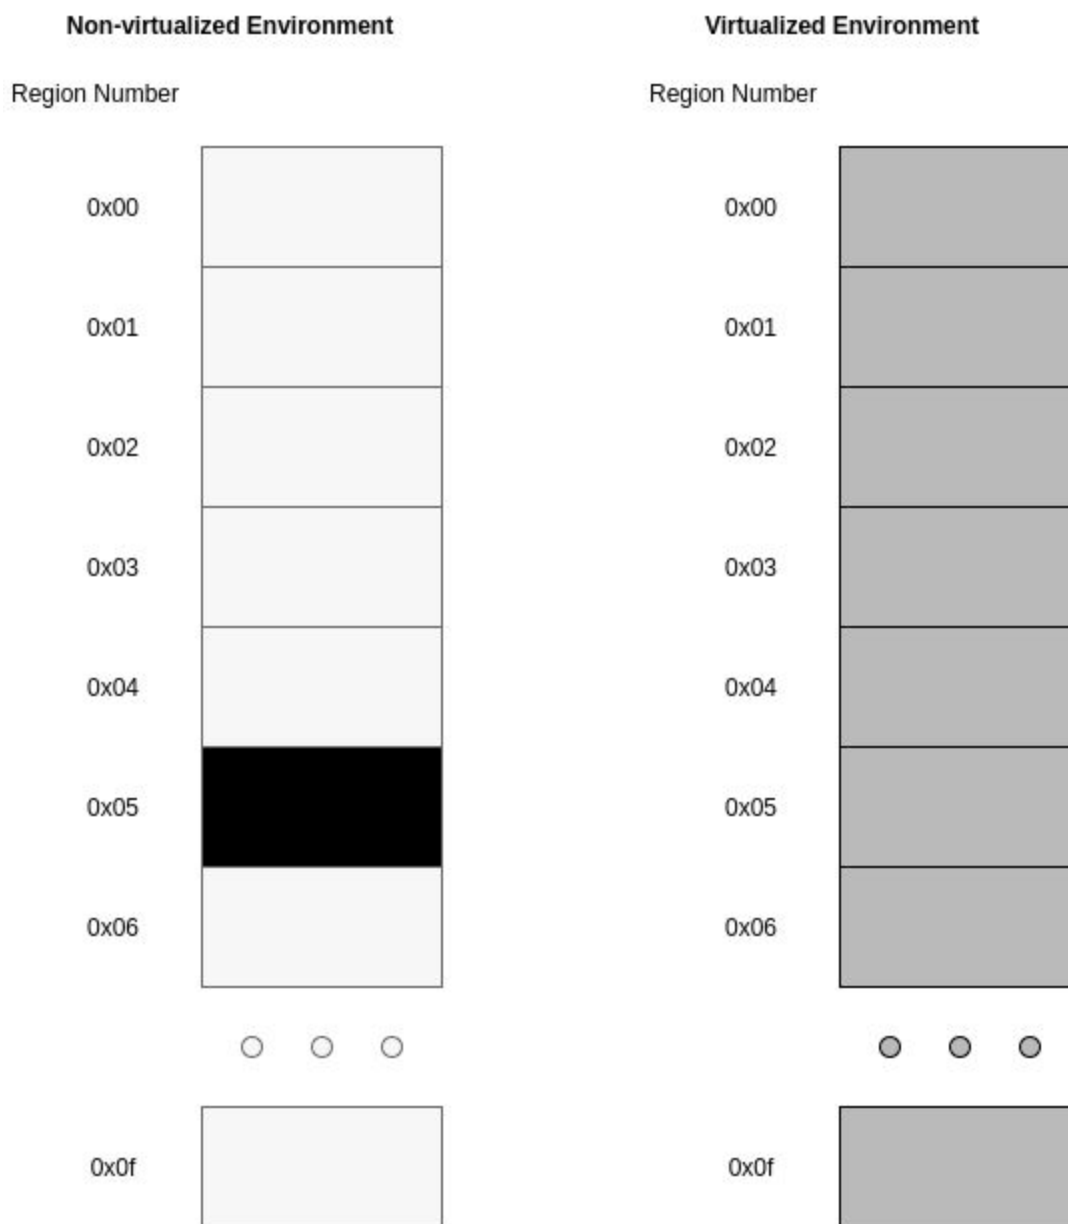 Non-virtualized Environment
Region Number
0x00
0x01
0x02
0x03
0x04
0x05
0x06
0x0f
Virtualized Environment
Region Number
0x00
0x01
0x02
0x03
0x04
0x05
0x06
0x0f